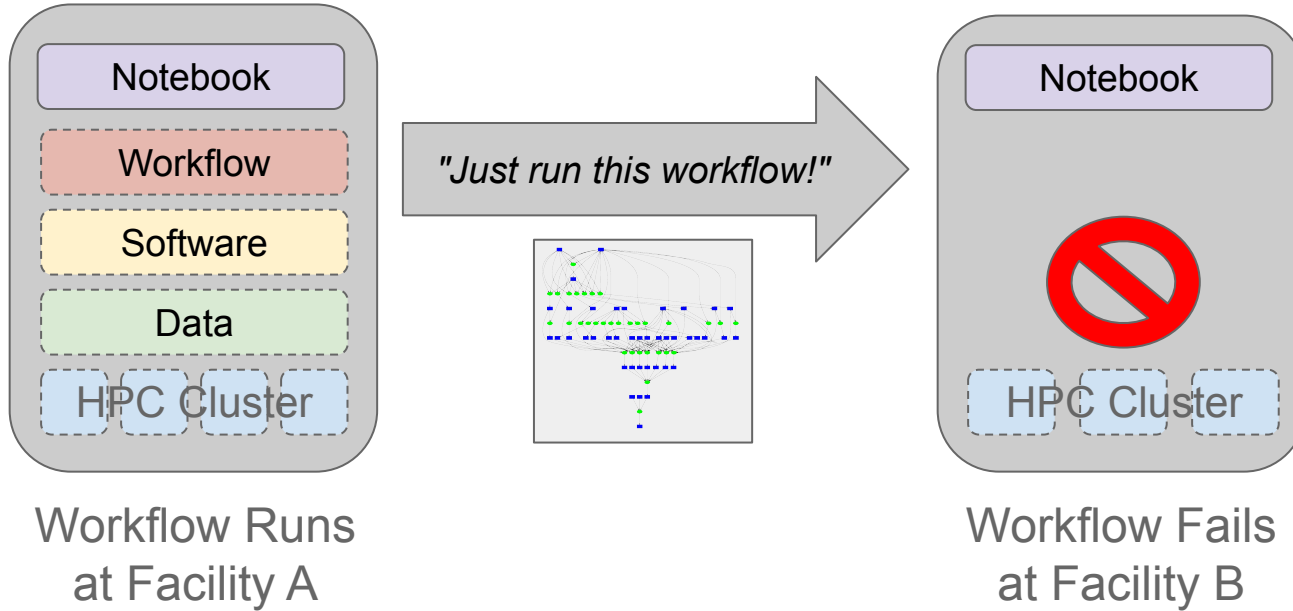 Notebook
Workflow
Software
Data
HPC Cluster
Workflow Runs
at Facility A
"Just run this workflow!"
Notebook
HPC Cluster
Workflow Fails
at Facility B